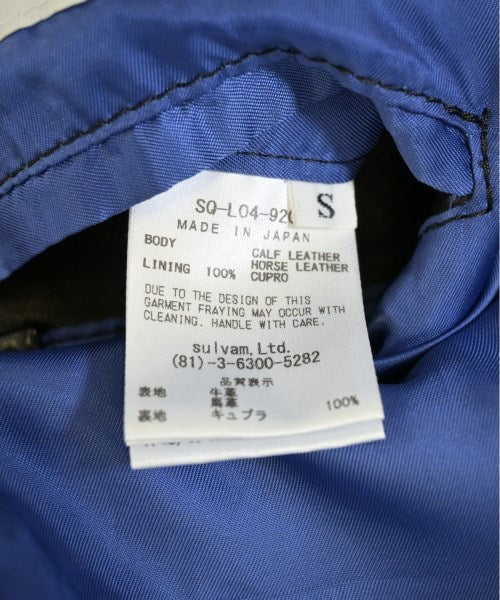 SQ-L04-920
S
MADE IN JAPAN
BODY CALF LEATHER
HORSE LEATHER
LINING 100% CUPRO
DUE TO THE DESIGN OF THIS
GARMENT FRAYING MAY OCCUR WITH
CLEANING. HANDLE WITH CARE.
sulvam,Ltd.
(81)-3-6300-5282
品質表示
表地 牛革
馬革
裏地 キュプラ 100%